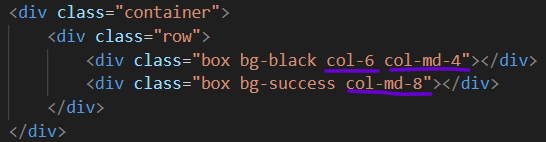 <div class="container">
<div class="row">
<div class="box bg-black col-6 col-md-4"></div>
<div class="box bg-success col-md-8"></div>
</div>
</div>